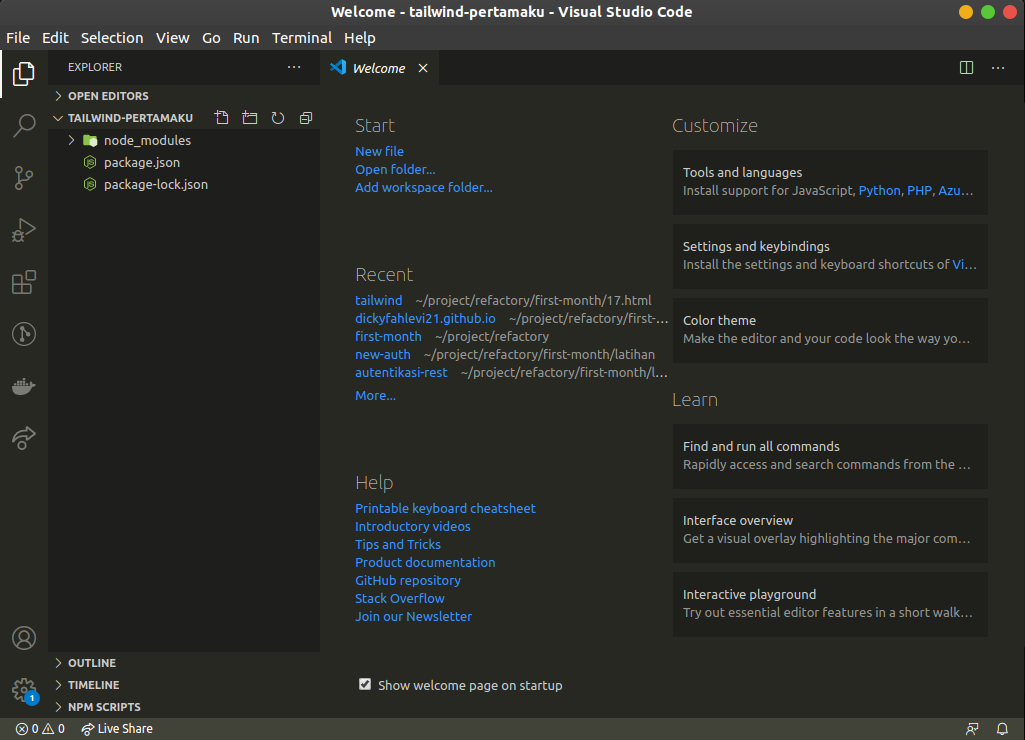 Welcome - tailwind-pertamaku - Visual Studio Code
File Edit Selection View Go Run Terminal Help
EXPLORER
Welcome
OPEN EDITORS
TAILWIND-PERTAMAKU
node_modules
package.json
package-lock.json
Start
New file
Open folder...
Add workspace folder...
Recent
tailwind ~/project/refactory/first-month/17.html
dickyfahlevi21.github.io ~/project/refactory/first-...
first-month ~/project/refactory
new-auth ~/project/refactory/first-month/latihan
autentikasi-rest ~/project/refactory/first-month/l...
More...
Help
Printable keyboard cheatsheet
Introductory videos
Tips and Tricks
Product documentation
GitHub repository
Stack Overflow
Join our Newsletter
Show welcome page on startup
Customize
Tools and languages
Install support for JavaScript, Python, PHP, Azu...
Settings and keybindings
Install the settings and keyboard shortcuts of Vi...
Color theme
Make the editor and your code look the way yo...
Learn
Find and run all commands
Rapidly access and search commands from the ...
Interface overview
Get a visual overlay highlighting the major com...
Interactive playground
Try out essential editor features in a short walk...
OUTLINE
TIMELINE
NPM SCRIPTS
1
0 0 Live Share